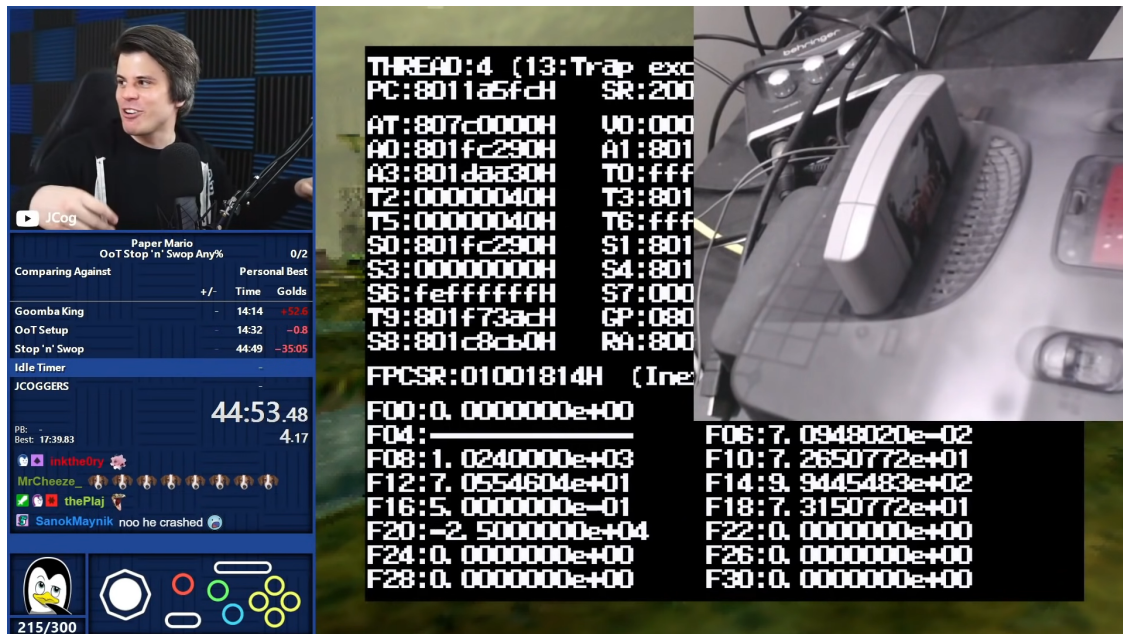 JCog
Paper Mario
OoT Stop 'n' Swop Any% 0/2
Comparing Against Personal Best
+/- Time Golds
Goomba King - 14:14 +52.6
OoT Setup - 14:32 −0.8
Stop 'n' Swop - 44:49 −35:05
Idle Timer -
JCOGGERS -
44:53.48
PB: -
Best: 17:39.83
4.17
inkthe0ry
MrCheeze_
thePlaj
SanokMaynik noo he crashed
215/300
THREAD:4 (13:Trap exc
PC:8011a5fcH SR:200
AT:807c0000H V0:000
A0:801fc290H A1:801
A3:801daa30H T0:fff
T2:00000040H T3:801
T5:00000040H T6:fff
S0:801fc290H S1:801
S3:00000000H S4:801
S6:feffffffH S7:000
T9:801f73acH GP:080
S8:801c8cb0H RA:800
FPCSR:01001814H (Ine
F00:0.0000000e+00
F04: F06:7.0948020e-02
F08:1.0240000e+03 F10:7.2650772e+01
F12:7.0554604e+01 F14:9.9445483e+02
F16:5.0000000e-01 F18:7.3150772e+01
F20:-2.5000000e+04 F22:0.0000000e+00
F24:0.0000000e+00 F26:0.0000000e+00
F28:0.0000000e+00 F30:0.0000000e+00
behringer